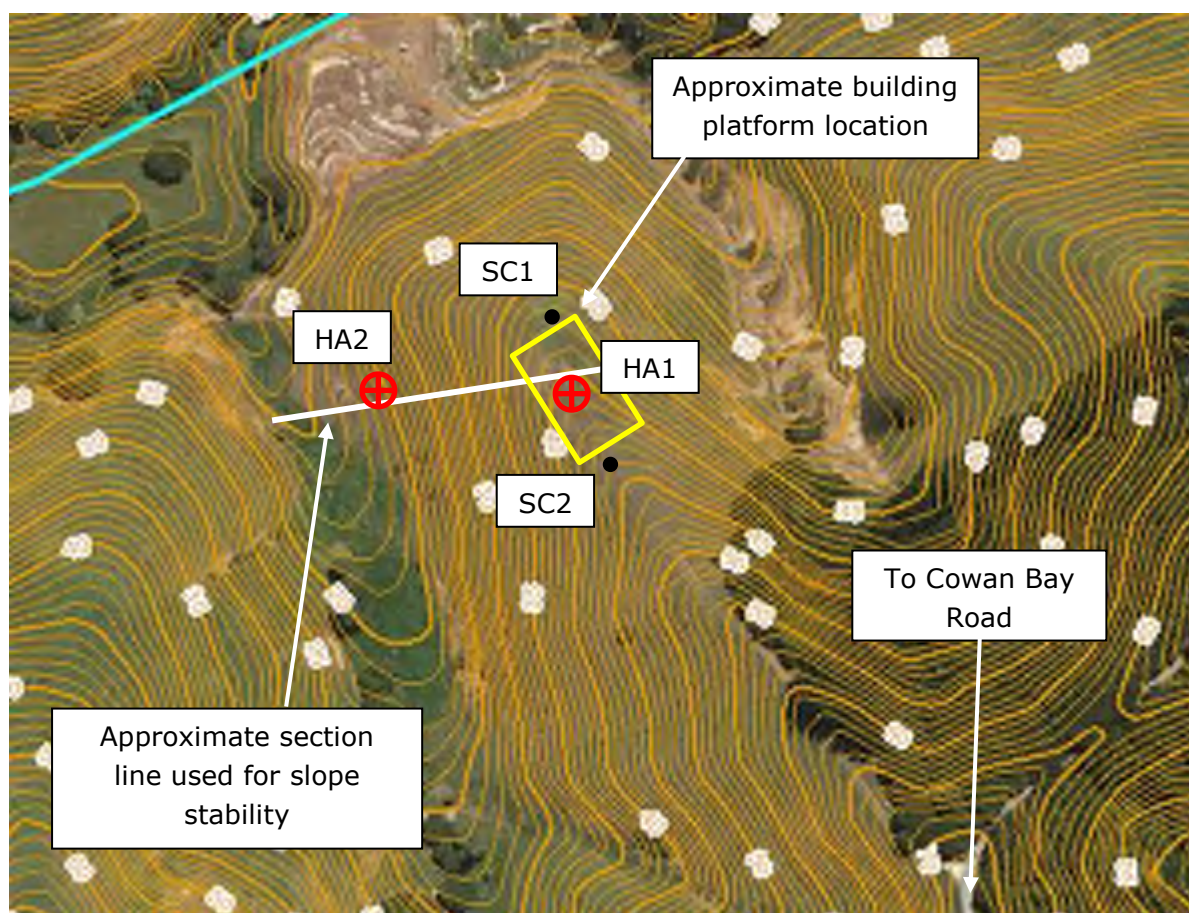 Approximate building
platform location
SC1
HA2
HA1
SC2
To Cowan Bay
Road
Approximate section
line used for slope
stability